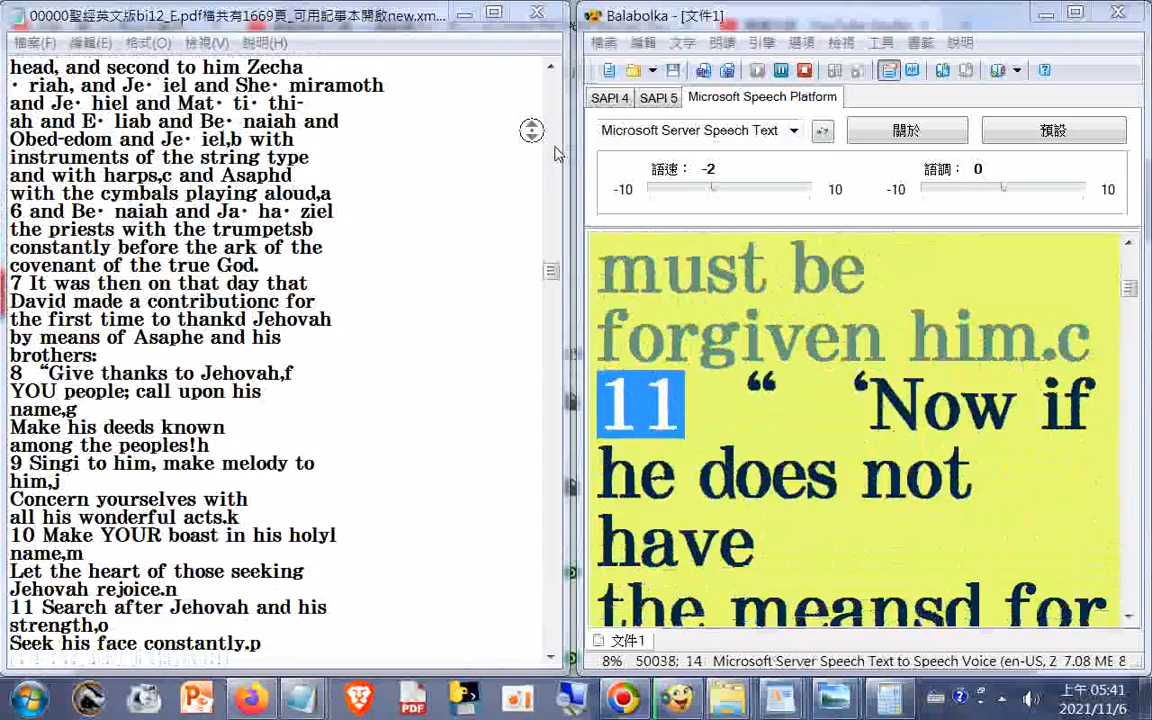 00000聖經英文版bi12_E.pdf檔共有1669頁_可用記事本開啟new.xm...
檔案(F) 編輯(E) 格式(O) 檢視(V) 說明(H)
head, and second to him Zecha
· riah, and Je· iel and She· miramoth
and Je· hiel and Mat· ti· thi-
ah and E· liab and Be· naiah and
Obed-edom and Je· iel,b with
instruments of the string type
and with harps,c and Asaphd
with the cymbals playing aloud,a
6 and Be· naiah and Ja· ha· ziel
the priests with the trumpetsb
constantly before the ark of the
covenant of the true God.
7 It was then on that day that
David made a contributionc for
the first time to thankd Jehovah
by means of Asaphe and his
brothers:
8 “Give thanks to Jehovah,f
YOU people; call upon his
name,g
Make his deeds known
among the peoples!h
9 Singi to him, make melody to
him,j
Concern yourselves with
all his wonderful acts.k
10 Make YOUR boast in his holyl
name,m
Let the heart of those seeking
Jehovah rejoice.n
11 Search after Jehovah and his
strength,o
Seek his face constantly.p
Balabolka - [文件1]
檔案 編輯 文字 朗讀 引擎 選項 檢視 工具 書籤 說明
SAPI 4 SAPI 5 Microsoft Speech Platform
Microsoft Server Speech Text 關於 預設
語速： -2 語調： 0
-10 10 -10 10
must be
forgiven him.c
11 “ ‘Now if
he does not
have
the meansd for
文件1
8% 50038; 14 Microsoft Server Speech Text to Speech Voice (en-US, Z 7.08 ME 8
PDF
上午 05:41
2021/11/6